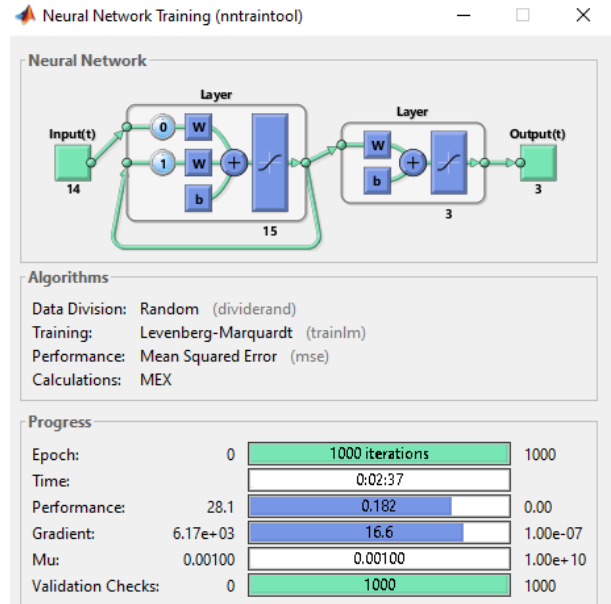 Neural Network Training (nntraintool)
Neural Network
Layer
Layer
Input(t)
0 W
W
Output(t)
1 W
+
+
b
b
14
3
3
15
Algorithms
Data Division: Random (dividerand)
Training: Levenberg-Marquardt (trainlm)
Performance: Mean Squared Error (mse)
Calculations: MEX
Progress
Epoch: 0 1000 iterations 1000
Time: 0:02:37
Performance: 28.1 0.182 0.00
Gradient: 6.17e+03 16.6 1.00e-07
Mu: 0.00100 0.00100 1.00e+10
Validation Checks: 0 1000 1000